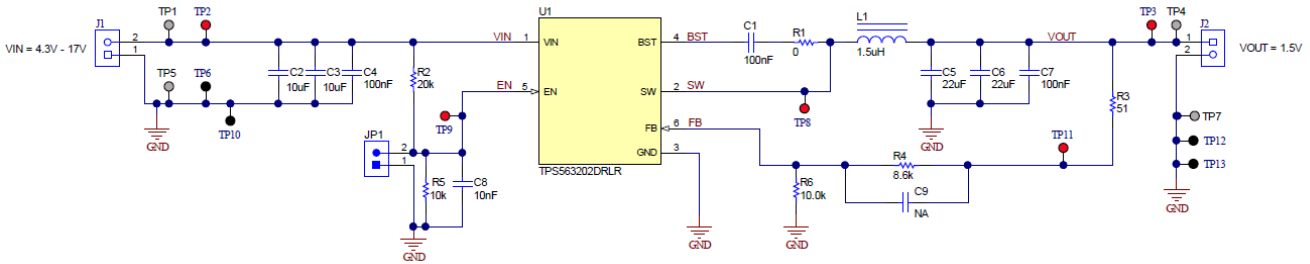 VIN = 4.3V - 17V
J1
2
1
TP1
TP2
TP5
TP6
TP10
GND
C2
10uF
C3
10uF
C4
100nF
R2
20k
VIN
1
EN
5
TP9
JP1
2
1
R5
10k
C8
10nF
GND
U1
VIN
EN
BST
SW
FB
GND
TPS563202DRLR
4
BST
2
SW
6
FB
3
GND
C1
100nF
R1
0
L1
1.5uH
TP8
R6
10.0k
GND
R4
8.6k
C9
NA
TP11
C5
22uF
C6
22uF
C7
100nF
GND
VOUT
R3
51
TP3
TP4
J2
1
2
VOUT = 1.5V
TP7
TP12
TP13
GND